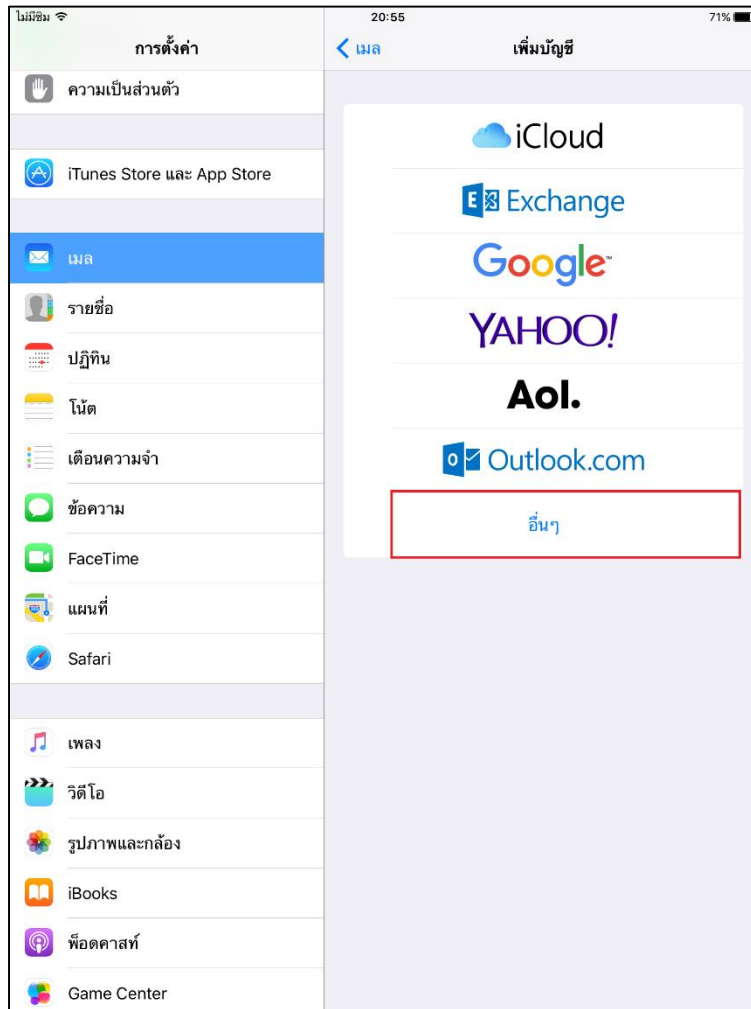 ไม่มีซิม
20:55
71%
การตั้งค่า
เมล
เพิ่มบัญชี
ความเป็นส่วนตัว
iTunes Store และ App Store
เมล
รายชื่อ
ปฏิทิน
โน้ต
เตือนความจำ
ข้อความ
FaceTime
แผนที่
Safari
เพลง
วิดีโอ
รูปภาพและกล้อง
iBooks
พ็อดคาสท์
Game Center
iCloud
E Exchange
Google™
YAHOO!
Aol.
o Outlook.com
อื่นๆ